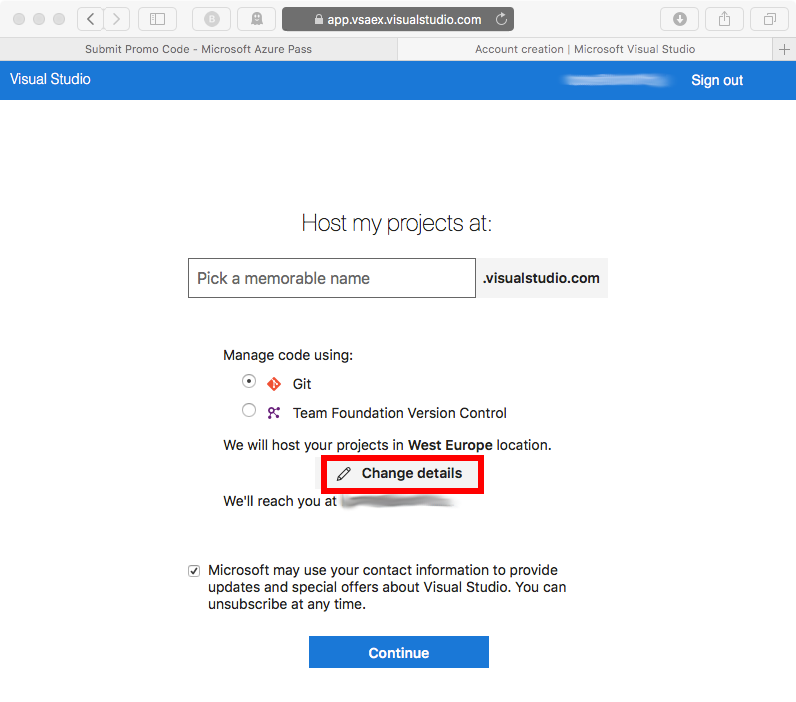 app.vsaex.visualstudio.com
Submit Promo Code - Microsoft Azure Pass
Account creation | Microsoft Visual Studio
Visual Studio
Sign out
Host my projects at:
Pick a memorable name
.visualstudio.com
Manage code using:
Git
Team Foundation Version Control
We will host your projects in West Europe location.
Change details
We'll reach you at
Microsoft may use your contact information to provide
updates and special offers about Visual Studio. You can
unsubscribe at any time.
Continue